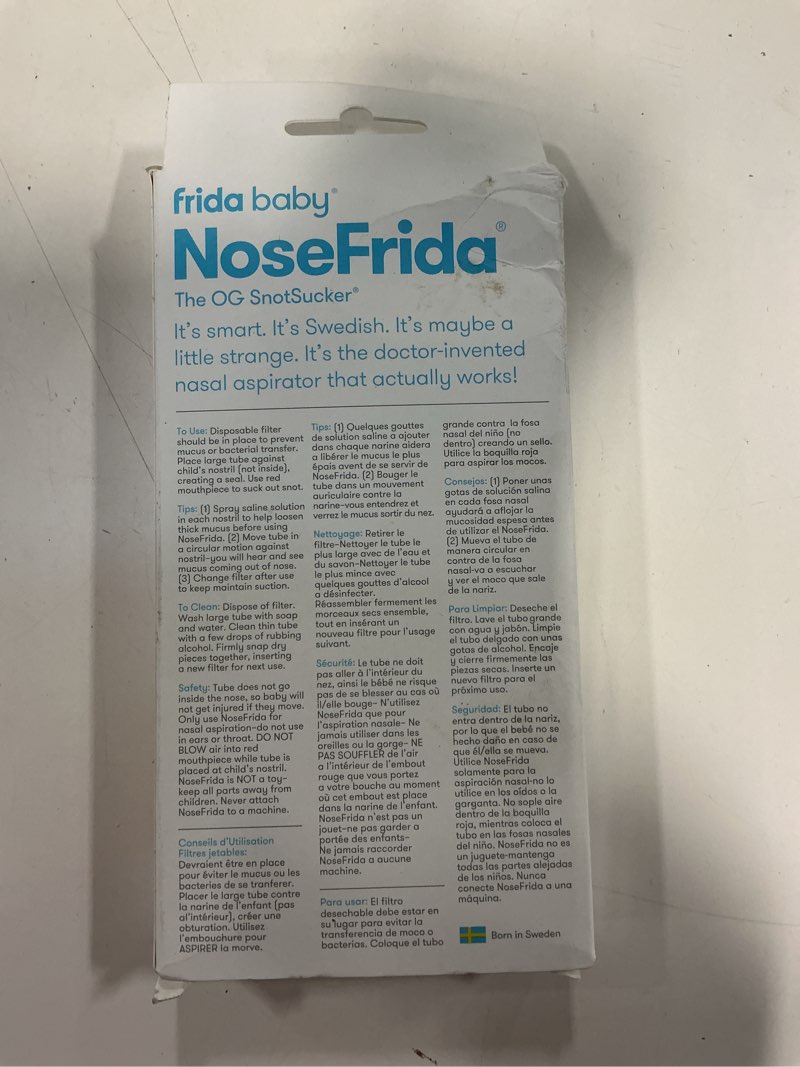 frida baby®
NoseFrida®
The OG SnotSucker®
It's smart. It's Swedish. It's maybe a
little strange. It's the doctor-invented
nasal aspirator that actually works!
To Use: Disposable filter
should be in place to prevent
mucus or bacterial transfer.
Place large tube against
child's nostril (not inside),
creating a seal. Use red
mouthpiece to suck out snot.
Tips: (1) Spray saline solution
in each nostril to help loosen
thick mucus before using
NoseFrida. (2) Move tube in
a circular motion against
nostril–you will hear and see
mucus coming out of nose.
(3) Change filter after use
to keep maintain suction.
To Clean: Dispose of filter.
Wash large tube with soap
and water. Clean thin tube
with a few drops of rubbing
alcohol. Firmly snap dry
pieces together, inserting
a new filter for next use.
Safety: Tube does not go
inside the nose, so baby will
not get injured if they move.
Only use NoseFrida for
nasal aspiration–do not use
in ears or throat. DO NOT
BLOW air into red
mouthpiece while tube is
placed at child's nostril.
NoseFrida is NOT a toy–
keep all parts away from
children. Never attach
NoseFrida to a machine.
Conseils d'Utilisation
Filtres jetables:
Devraient être en place
pour éviter le mucus ou les
bacteries de se tranferer.
Placer le large tube contre
la narine de l'enfant (pas
al'intérieur), créer une
obturation. Utilisez
l'embouchure pour
ASPIRER la morve.
Tips: (1) Quelques gouttes
de solution saline a ajouter
dans chaque narine aidera
a libérer le mucus le plus
épais avent de se servir de
NoseFrida. (2) Bouger le
tube dans un mouvement
auriculaire contre la
narine–vous entendrez et
verrez le mucus sortir du nez.
Nettoyage: Retirer le
filtre–Nettoyer le tube le
plus large avec de l'eau et
du savon–Nettoyer le tube
le plus mince avec
quelques gouttes d'alcool
a désinfecter.
Réassembler fermement les
morceaux secs ensemble,
tout en insérant un
nouveau filtre pour l'usage
suivant.
Sécurité: Le tube ne doit
pas aller à l'intérieur du
nez, ainsi le bébé ne risque
pas de se blesser au cas où
il/elle bouge– N'utilisez
NoseFrida que pour
l'aspiration nasale– Ne
jamais utiliser dans les
oreilles ou la gorge– NE
PAS SOUFFLER de l'air
a l'intérieur de l'embout
rouge que vous portez
a votre bouche au moment
où cet embout est place
dans la narine de l'enfant.
NoseFrida n'est pas un
jouet–ne pas garder a
portée des enfants–
Ne jamais raccorder
NoseFrida a aucune
machine.
Para usar: El filtro
desechable debe estar en
su lugar para evitar la
transferencia de moco o
bacterias. Coloque el tubo
grande contra la fosa
nasal del niño (no
dentro) creando un sello.
Utilice la boquilla roja
para aspirar los mocos.
Consejos: (1) Poner unas
gotas de solución salina
en cada fosa nasal
ayudará a aflojar la
mucosidad espesa antes
de utilizar el NoseFrida.
(2) Mueva el tubo de
manera circular en
contra de la fosa
nasal–va a escuchar
y ver el moco que sale
de la nariz.
Para Limpiar: Deseche el
filtro. Lave el tubo grande
con agua y jabón. Limpie
el tubo delgado con unas
gotas de alcohol. Encaje
y cierre firmemente las
piezas secas. Inserte un
nuevo filtro para el
próximo uso.
Seguridad: El tubo no
entra dentro de la nariz,
por lo que el bebé no se
hecho daño en caso de
que él/ella se mueva.
Utilice NoseFrida
solamente para la
aspiración nasal–no lo
utilice en los oídos o la
garganta. No sople aire
dentro de la boquilla
roja, mientras coloca el
tubo en las fosas nasales
del niño. NoseFrida no es
un juguete–mantenga
todas las partes alejadas
de los niños. Nunca
conecte NoseFrida a una
máquina.
Born in Sweden